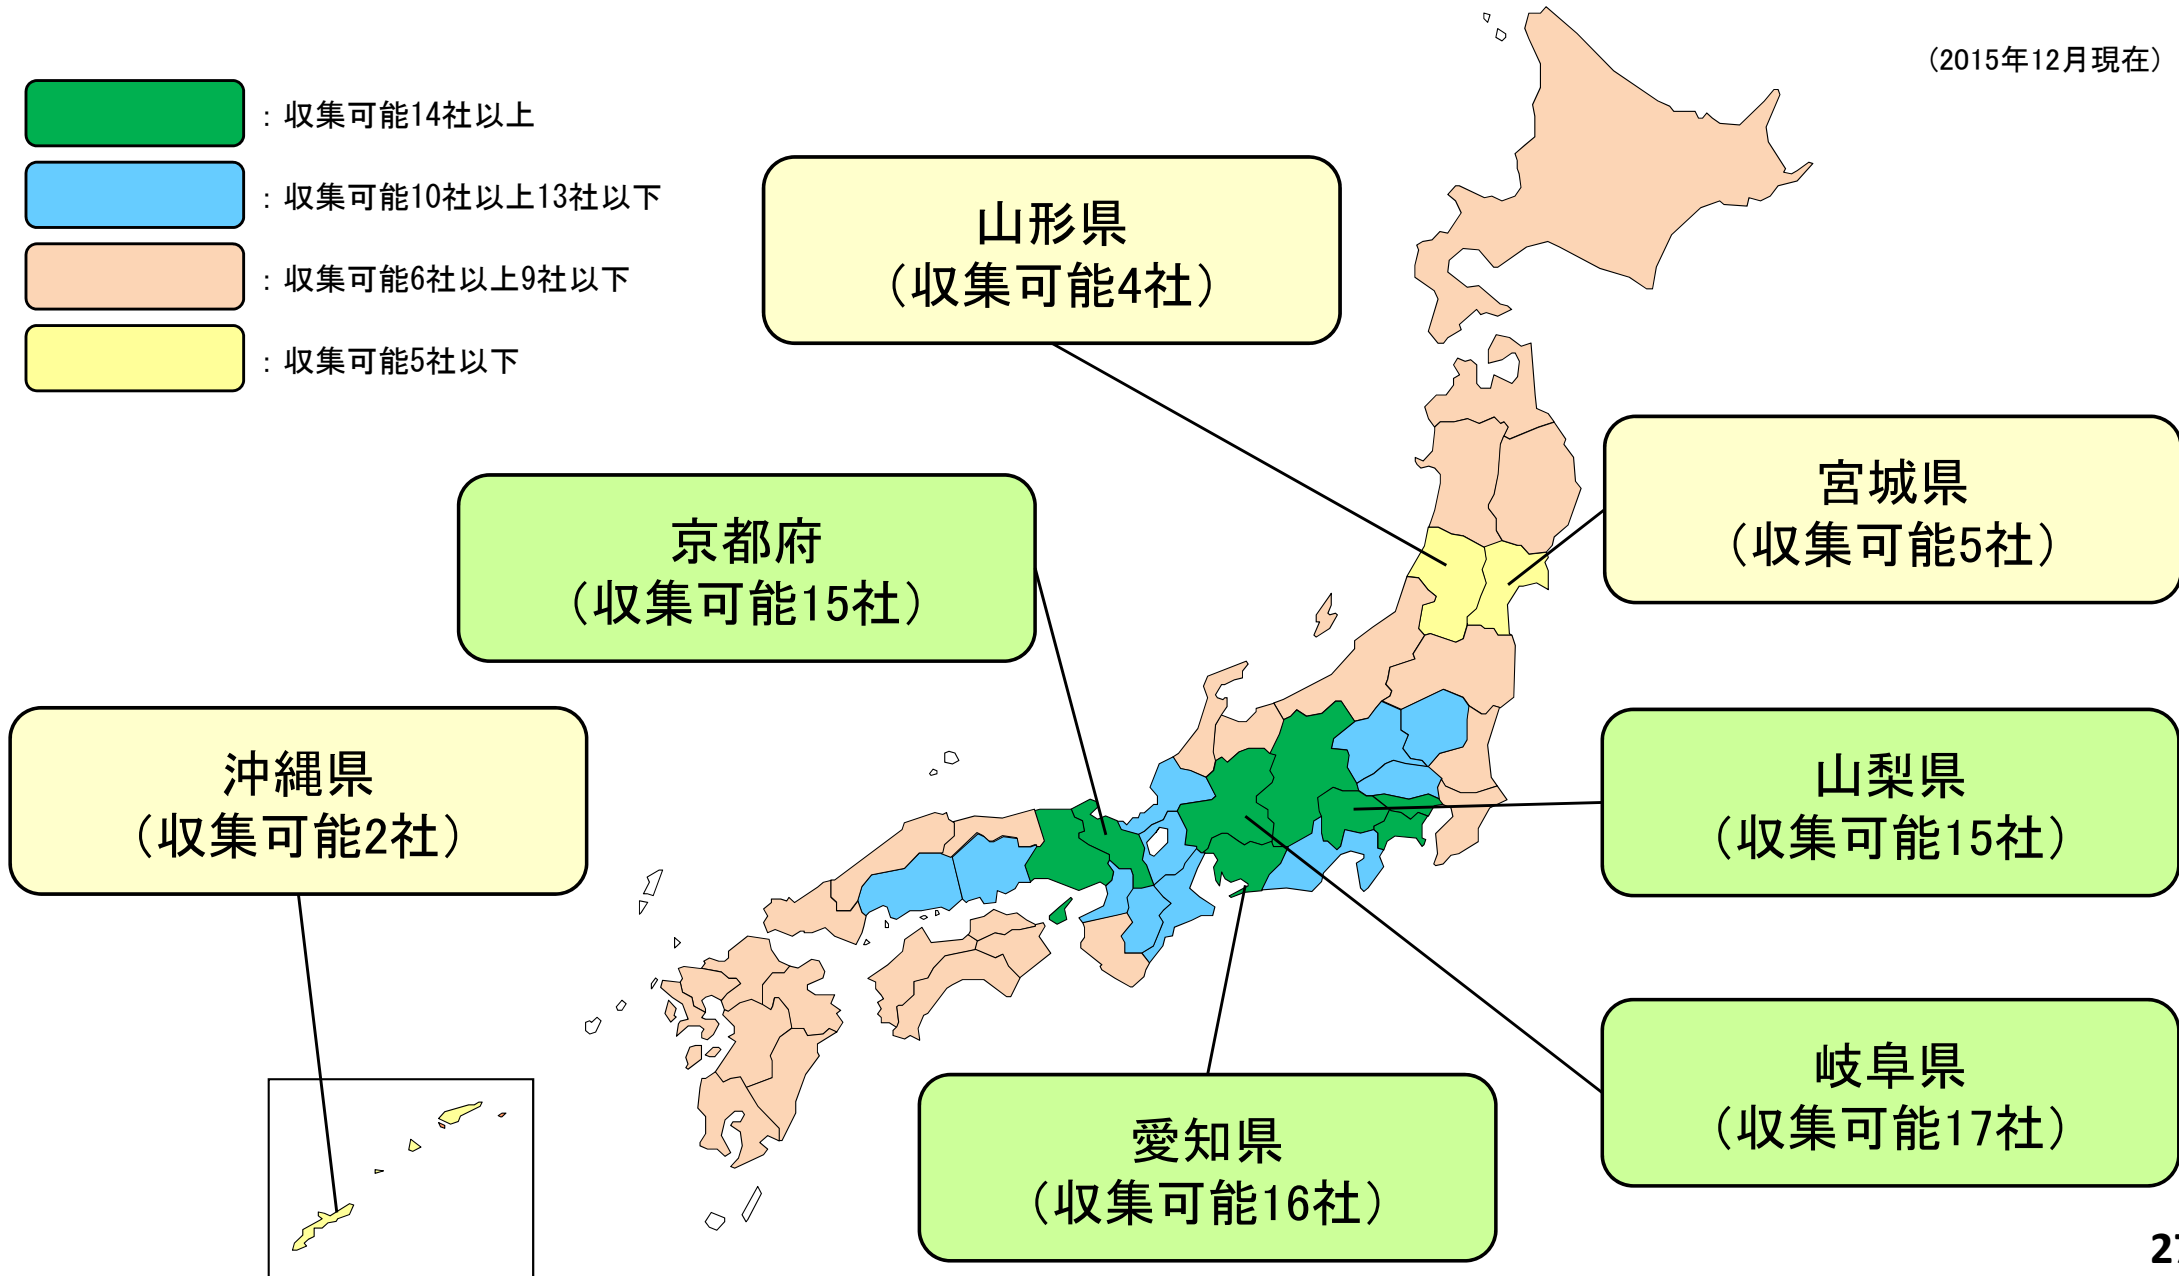 (2015年12月現在)
：収集可能14社以上
：収集可能10社以上13社以下
：収集可能6社以上9社以下
：収集可能5社以下
山形県
（収集可能4社）
宮城県
（収集可能5社）
京都府
（収集可能15社）
沖縄県
（収集可能2社）
山梨県
（収集可能15社）
岐阜県
（収集可能17社）
愛知県
（収集可能16社）
27